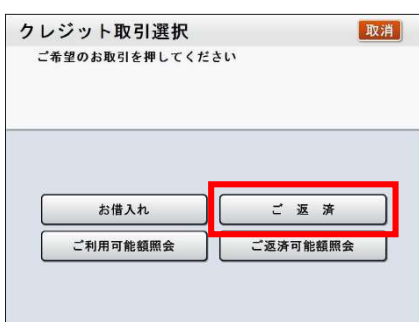 クレジット取引選択 取消
ご希望のお取引を押してください
お借入れ ご 返 済
ご利用可能額照会 ご返済可能額照会